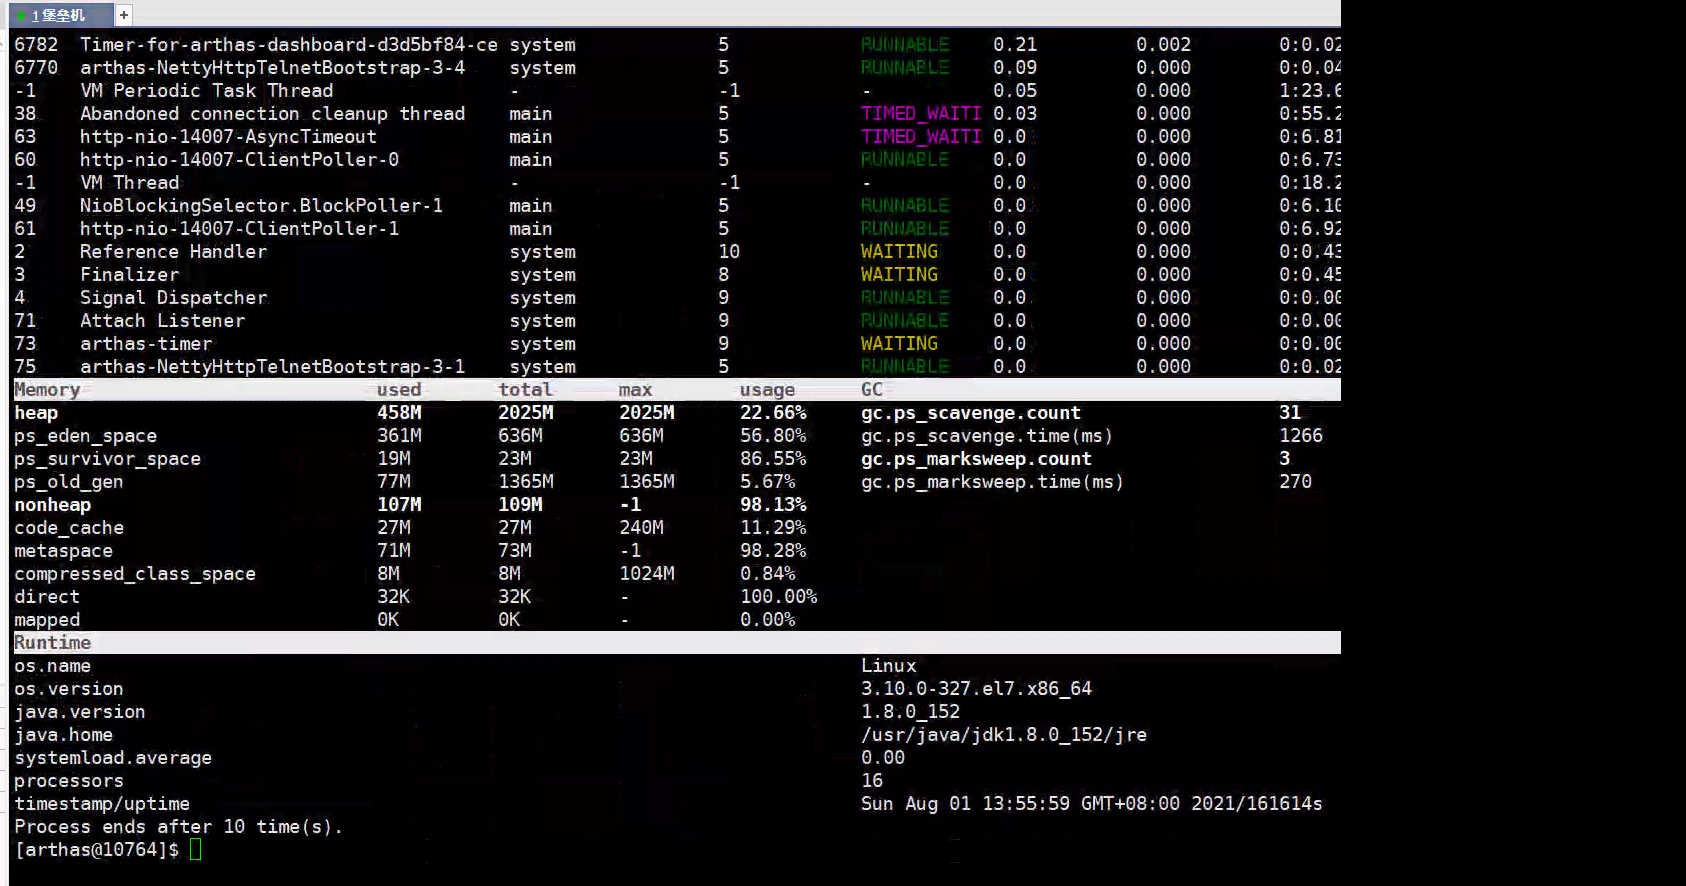 1 堡垒机 +
6782 Timer-for-arthas-dashboard-d3d5bf84-ce system 5 RUNNABLE 0.21 0.002 0:0.02
6770 arthas-NettyHttpTelnetBootstrap-3-4 system 5 RUNNABLE 0.09 0.000 0:0.04
-1 VM Periodic Task Thread - -1 - 0.05 0.000 1:23.6
38 Abandoned connection cleanup thread main 5 TIMED_WAITI 0.03 0.000 0:55.2
63 http-nio-14007-AsyncTimeout main 5 TIMED_WAITI 0.0 0.000 0:6.81
60 http-nio-14007-ClientPoller-0 main 5 RUNNABLE 0.0 0.000 0:6.73
-1 VM Thread - -1 - 0.0 0.000 0:18.2
49 NioBlockingSelector.BlockPoller-1 main 5 RUNNABLE 0.0 0.000 0:6.10
61 http-nio-14007-ClientPoller-1 main 5 RUNNABLE 0.0 0.000 0:6.92
2 Reference Handler system 10 WAITING 0.0 0.000 0:0.43
3 Finalizer system 8 WAITING 0.0 0.000 0:0.45
4 Signal Dispatcher system 9 RUNNABLE 0.0 0.000 0:0.00
71 Attach Listener system 9 RUNNABLE 0.0 0.000 0:0.00
73 arthas-timer system 9 WAITING 0.0 0.000 0:0.00
75 arthas-NettyHttpTelnetBootstrap-3-1 system 5 RUNNABLE 0.0 0.000 0:0.02
Memory used total max usage GC
heap 458M 2025M 2025M 22.66% gc.ps_scavenge.count 31
ps_eden_space 361M 636M 636M 56.80% gc.ps_scavenge.time(ms) 1266
ps_survivor_space 19M 23M 23M 86.55% gc.ps_marksweep.count 3
ps_old_gen 77M 1365M 1365M 5.67% gc.ps_marksweep.time(ms) 270
nonheap 107M 109M -1 98.13%
code_cache 27M 27M 240M 11.29%
metaspace 71M 73M -1 98.28%
compressed_class_space 8M 8M 1024M 0.84%
direct 32K 32K - 100.00%
mapped 0K 0K - 0.00%
Runtime
os.name Linux
os.version 3.10.0-327.el7.x86_64
java.version 1.8.0_152
java.home /usr/java/jdk1.8.0_152/jre
systemload.average 0.00
processors 16
timestamp/uptime Sun Aug 01 13:55:59 GMT+08:00 2021/161614s
Process ends after 10 time(s).
[arthas@10764]$